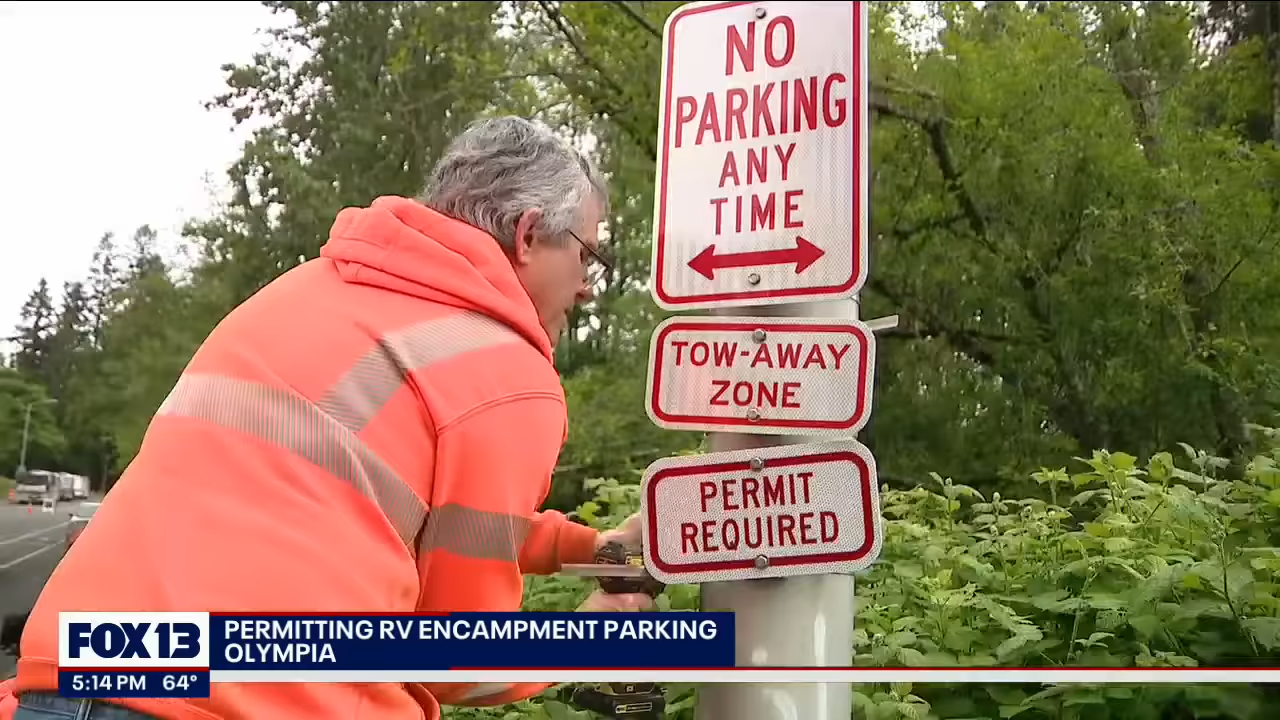 NO
PARKING
ANY
TIME
TOW-AWAY
ZONE
PERMIT
REQUIRED
FOX 13
PERMITTING RV ENCAMPMENT PARKING
OLYMPIA
5:14 PM 64°